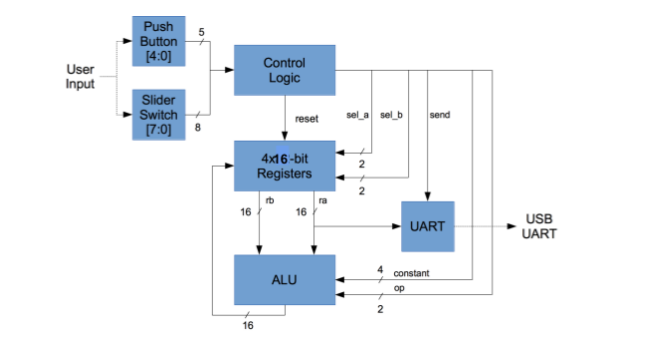 Push
Button
[4:0]
5
User
Input
Slider
Switch
[7:0]
8
Control
Logic
reset
sel_a
sel_b
send
4x16-bit
Registers
2
2
rb
ra
16
16
UART
USB
UART
ALU
4
constant
op
2
16